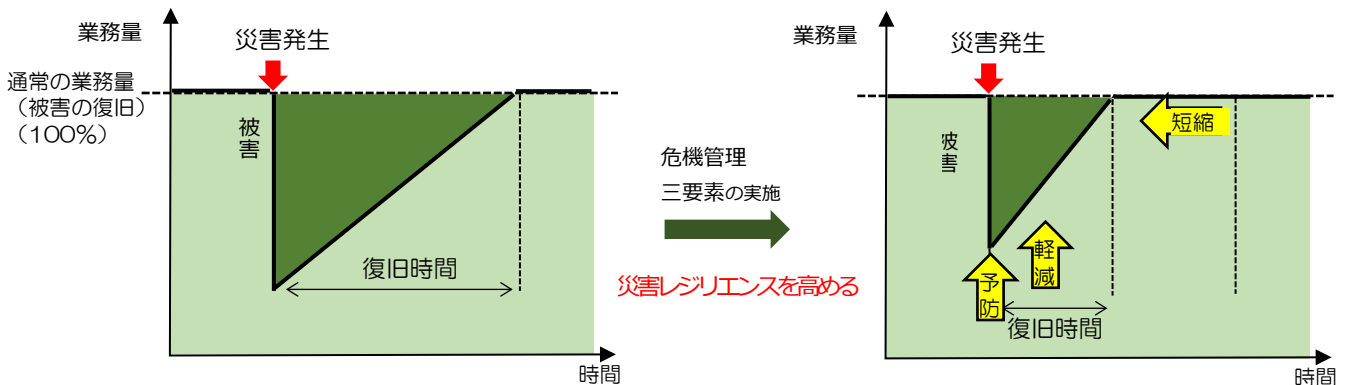 業務量
災害発生
通常の業務量
（被害の復旧）
（100%）
被害
復旧時間
時間
危機管理
三要素の実施
災害レジリエンスを高める
業務量
災害発生
被害
短縮
軽減
予防
復旧時間
時間